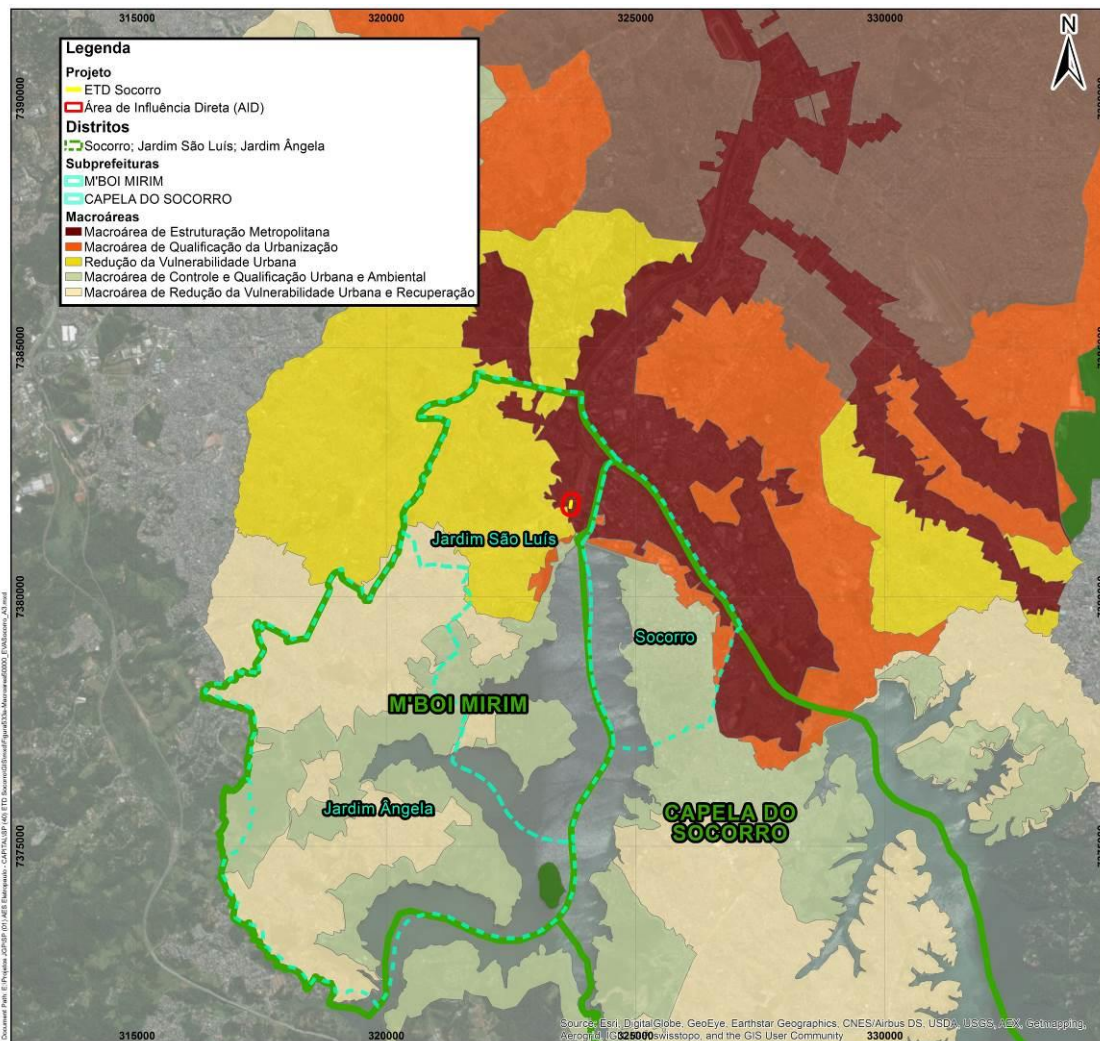 315000 320000 325000 330000
N
Legenda
Projeto
ETD Socorro
Área de Influência Direta (AID)
Distritos
Socorro; Jardim São Luís; Jardim Ângela
Subprefeituras
M'BOI MIRIM
CAPELA DO SOCORRO
Macroáreas
Macroárea de Estruturação Metropolitana
Macroárea de Qualificação da Urbanização
Redução da Vulnerabilidade Urbana
Macroárea de Controle e Qualificação Urbana e Ambiental
Macroárea de Redução da Vulnerabilidade Urbana e Recuperação
7390000
7385000
7380000
7375000
Jardim São Luís
Socorro
M'BOI MIRIM
Jardim Ângela
CAPELA DO
SOCORRO
315000 320000 325000 330000
Source: Esri, DigitalGlobe, GeoEye, Earthstar Geographics, CNES/Airbus DS, USDA, USGS, AEX, Getmapping,
Aerogrid, swisstopo, and the GIS User Community